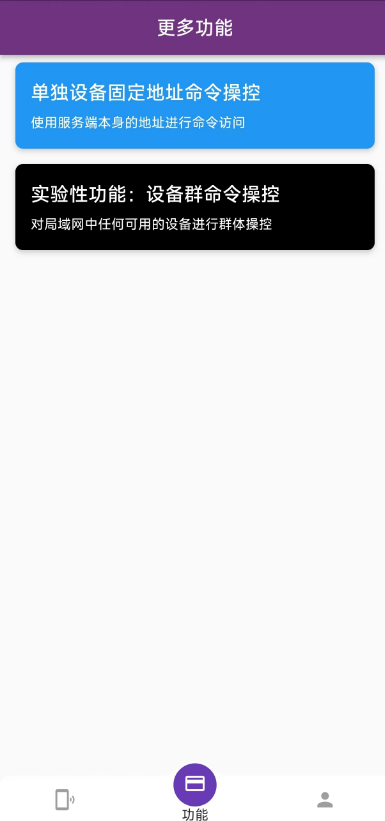 更多功能
单独设备固定地址命令操控
使用服务端本身的地址进行命令访问
实验性功能：设备群命令操控
对局域网中任何可用的设备进行群体操控
功能